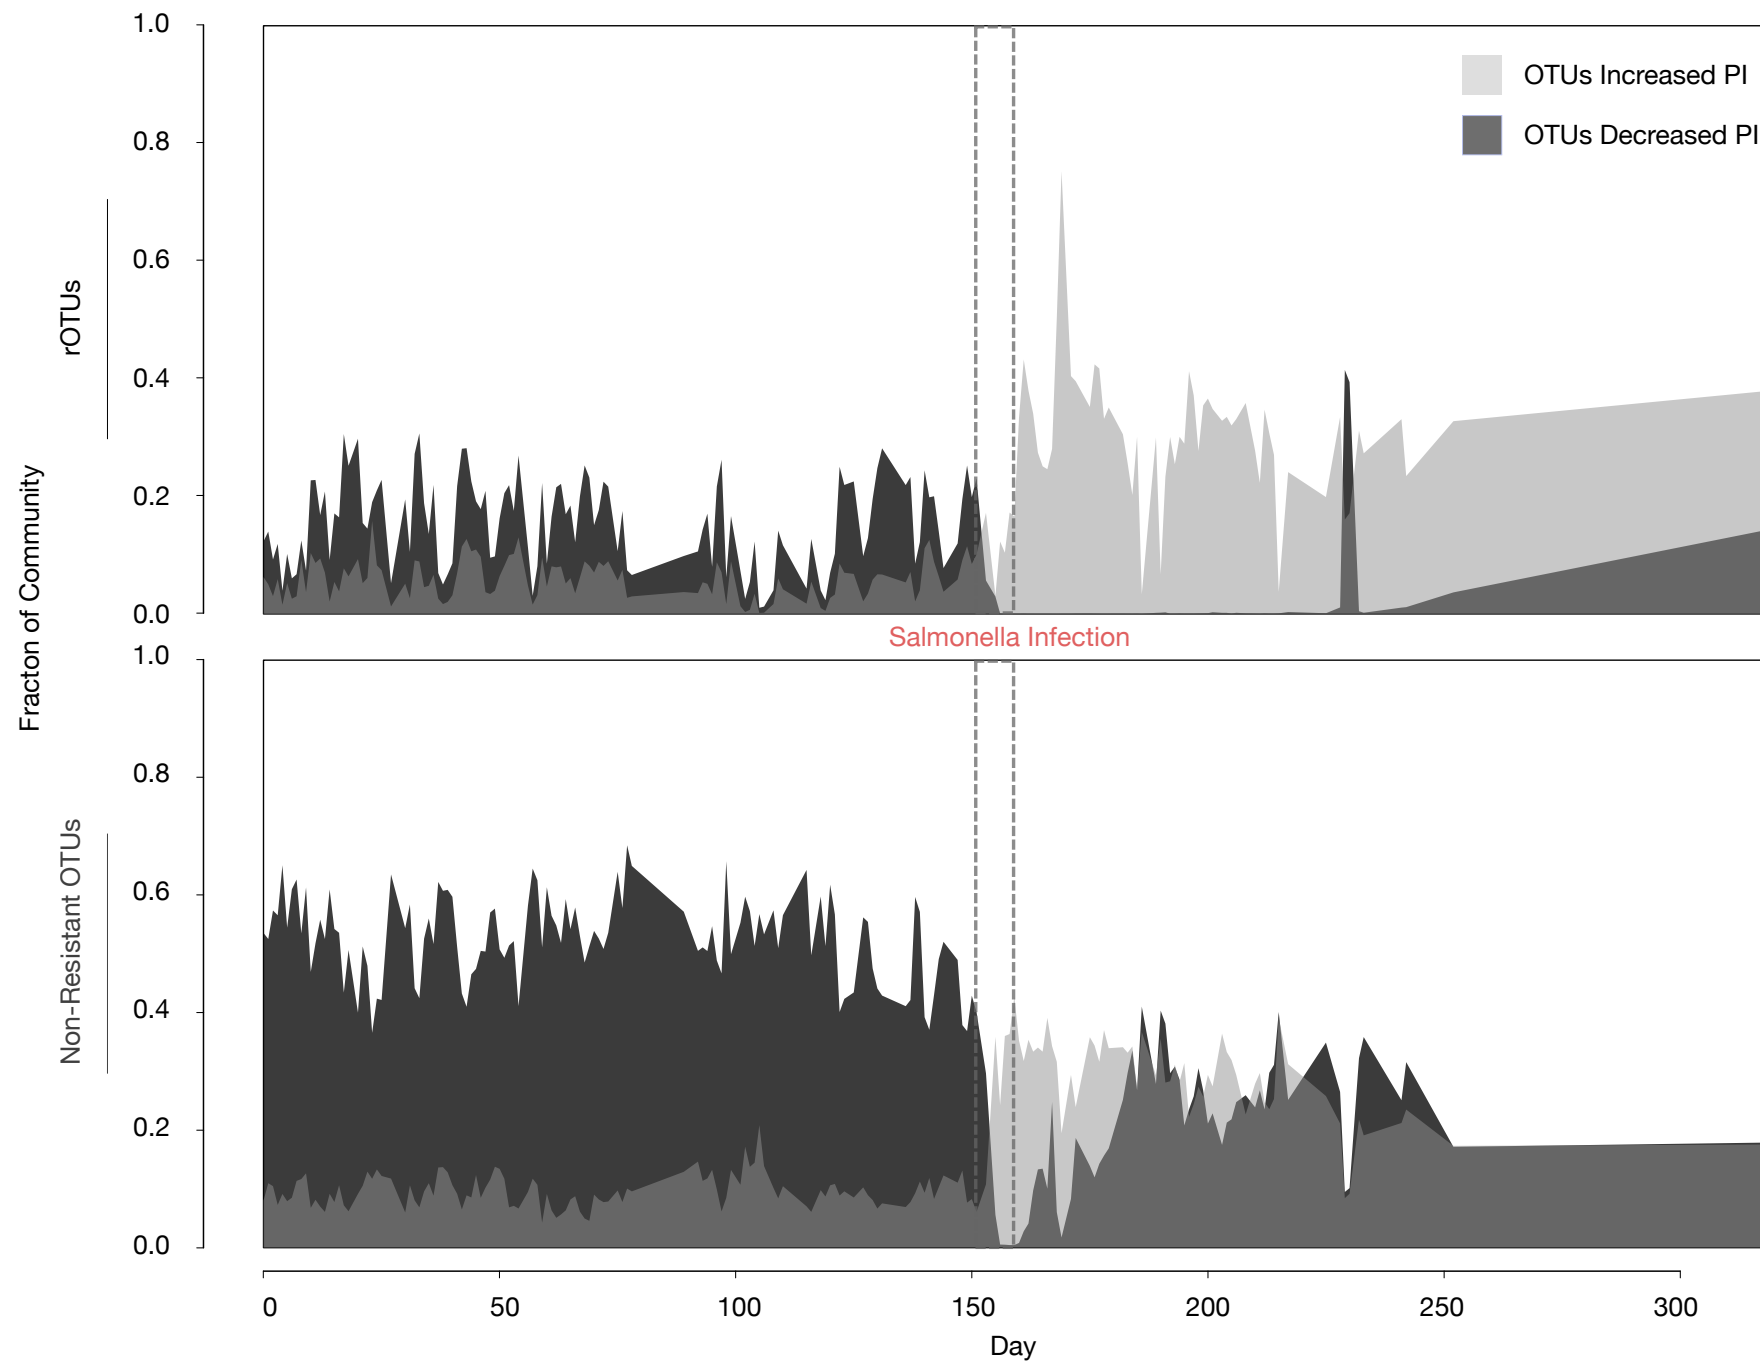 1.0
0.8
0.6
0.4
0.2
0.0
rOTUs
OTUs Increased PI
OTUs Decreased PI
Salmonella Infection
Fracton of Community
1.0
0.8
0.6
0.4
0.2
0.0
Non-Resistant OTUs
0 50 100 150 200 250 300
Day